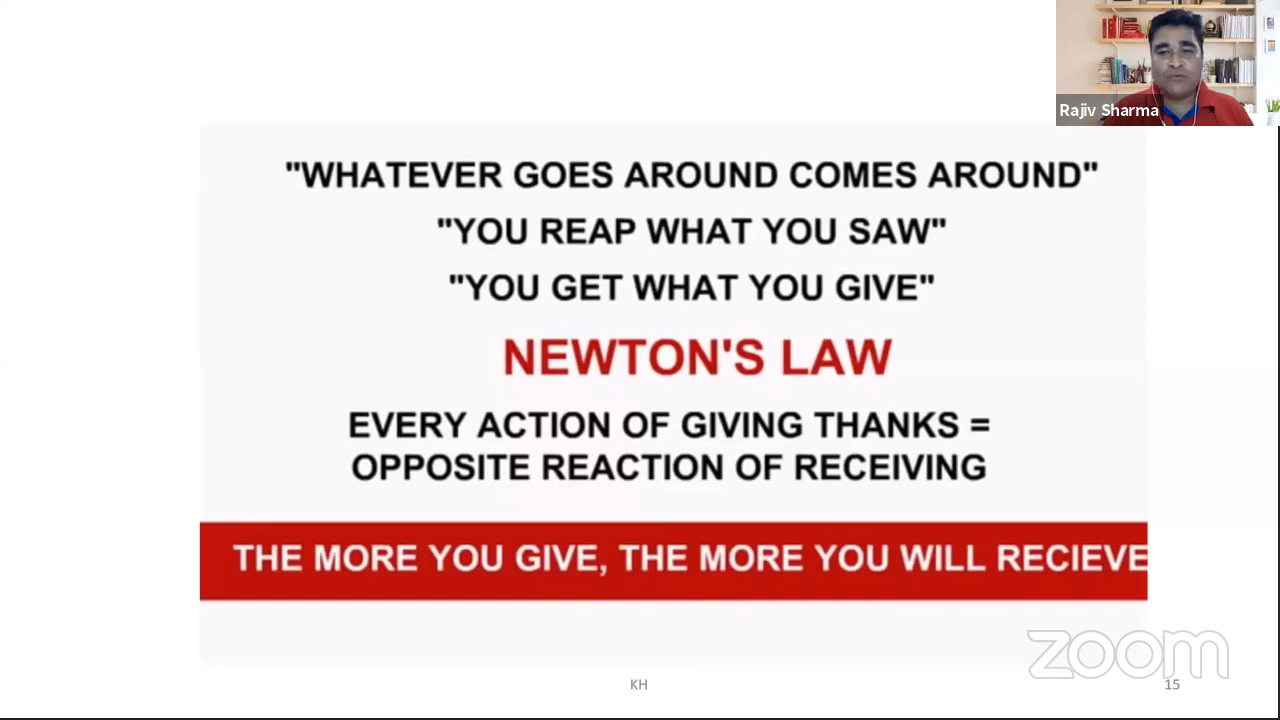 Rajiv Sharma
"WHATEVER GOES AROUND COMES AROUND"
"YOU REAP WHAT YOU SAW"
"YOU GET WHAT YOU GIVE"
NEWTON'S LAW
EVERY ACTION OF GIVING THANKS =
OPPOSITE REACTION OF RECEIVING
THE MORE YOU GIVE, THE MORE YOU WILL RECIEVE
zoom
KH
15